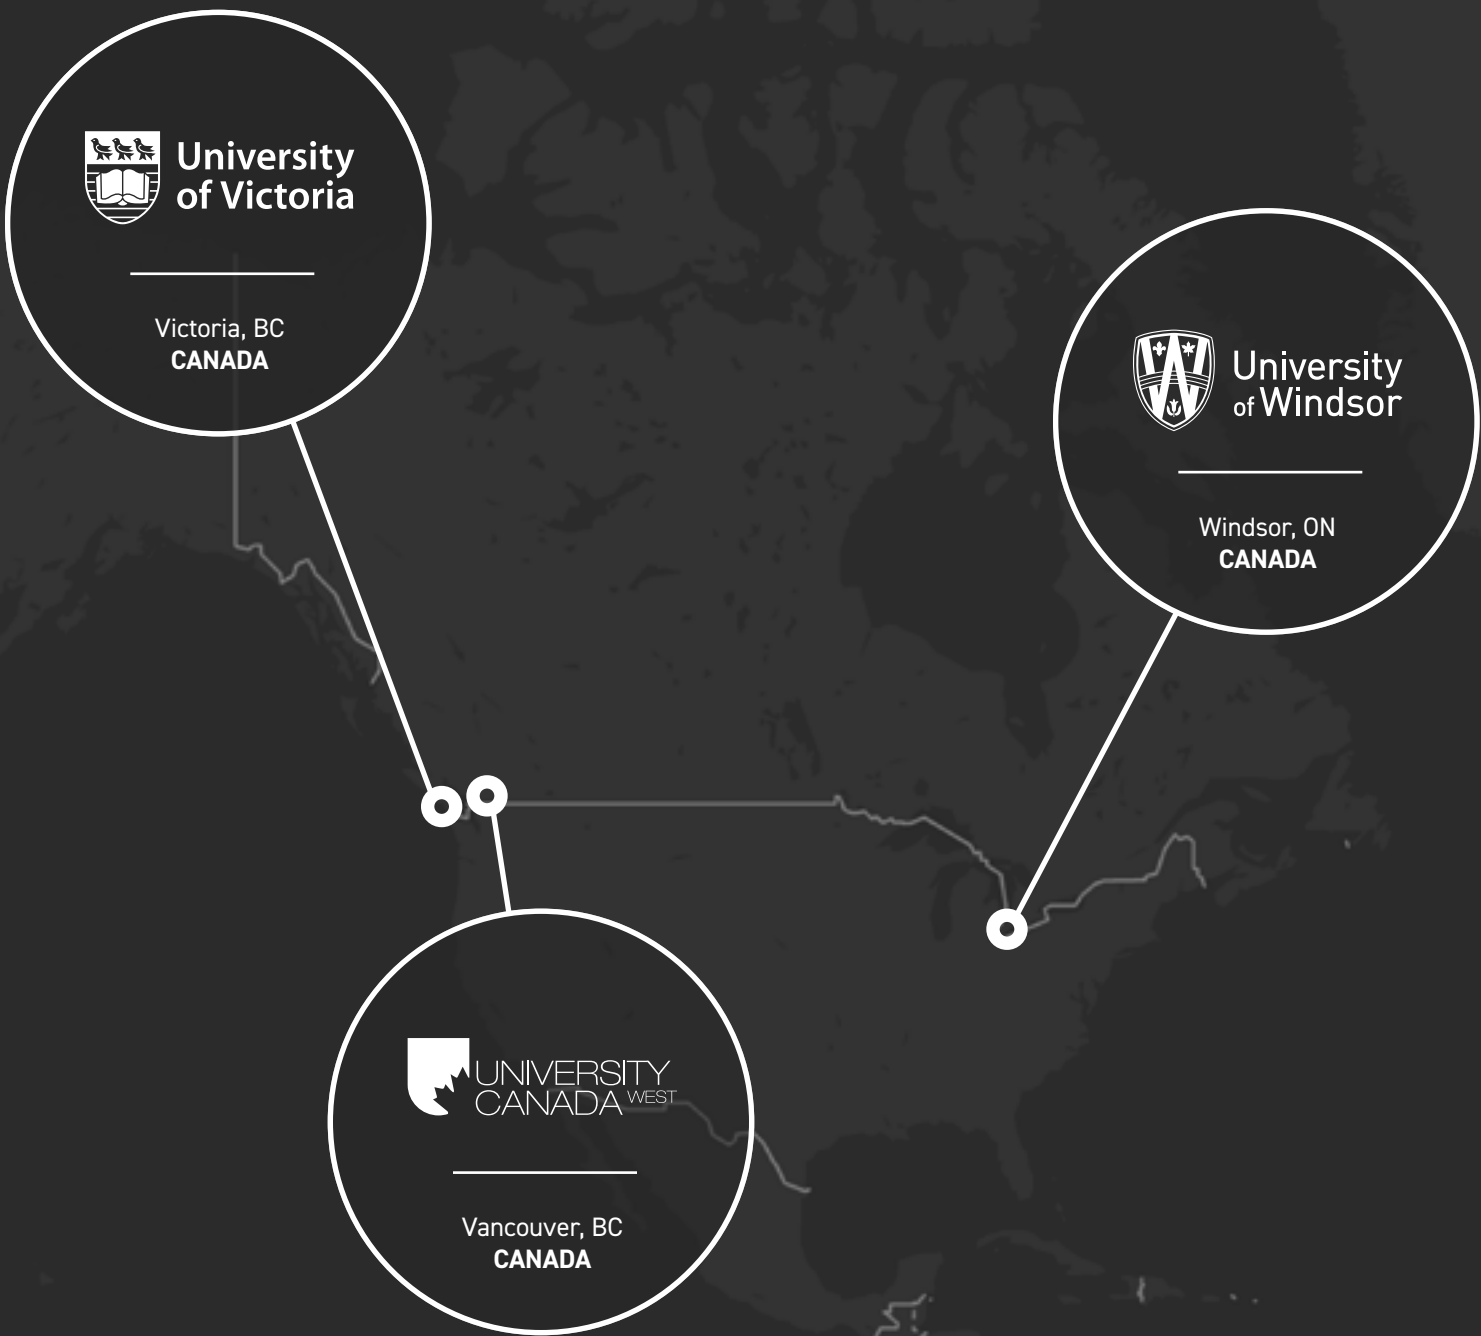 University
of Victoria
Victoria, BC
CANADA
University
of Windsor
Windsor, ON
CANADA
UNIVERSITY
CANADA WEST
Vancouver, BC
CANADA